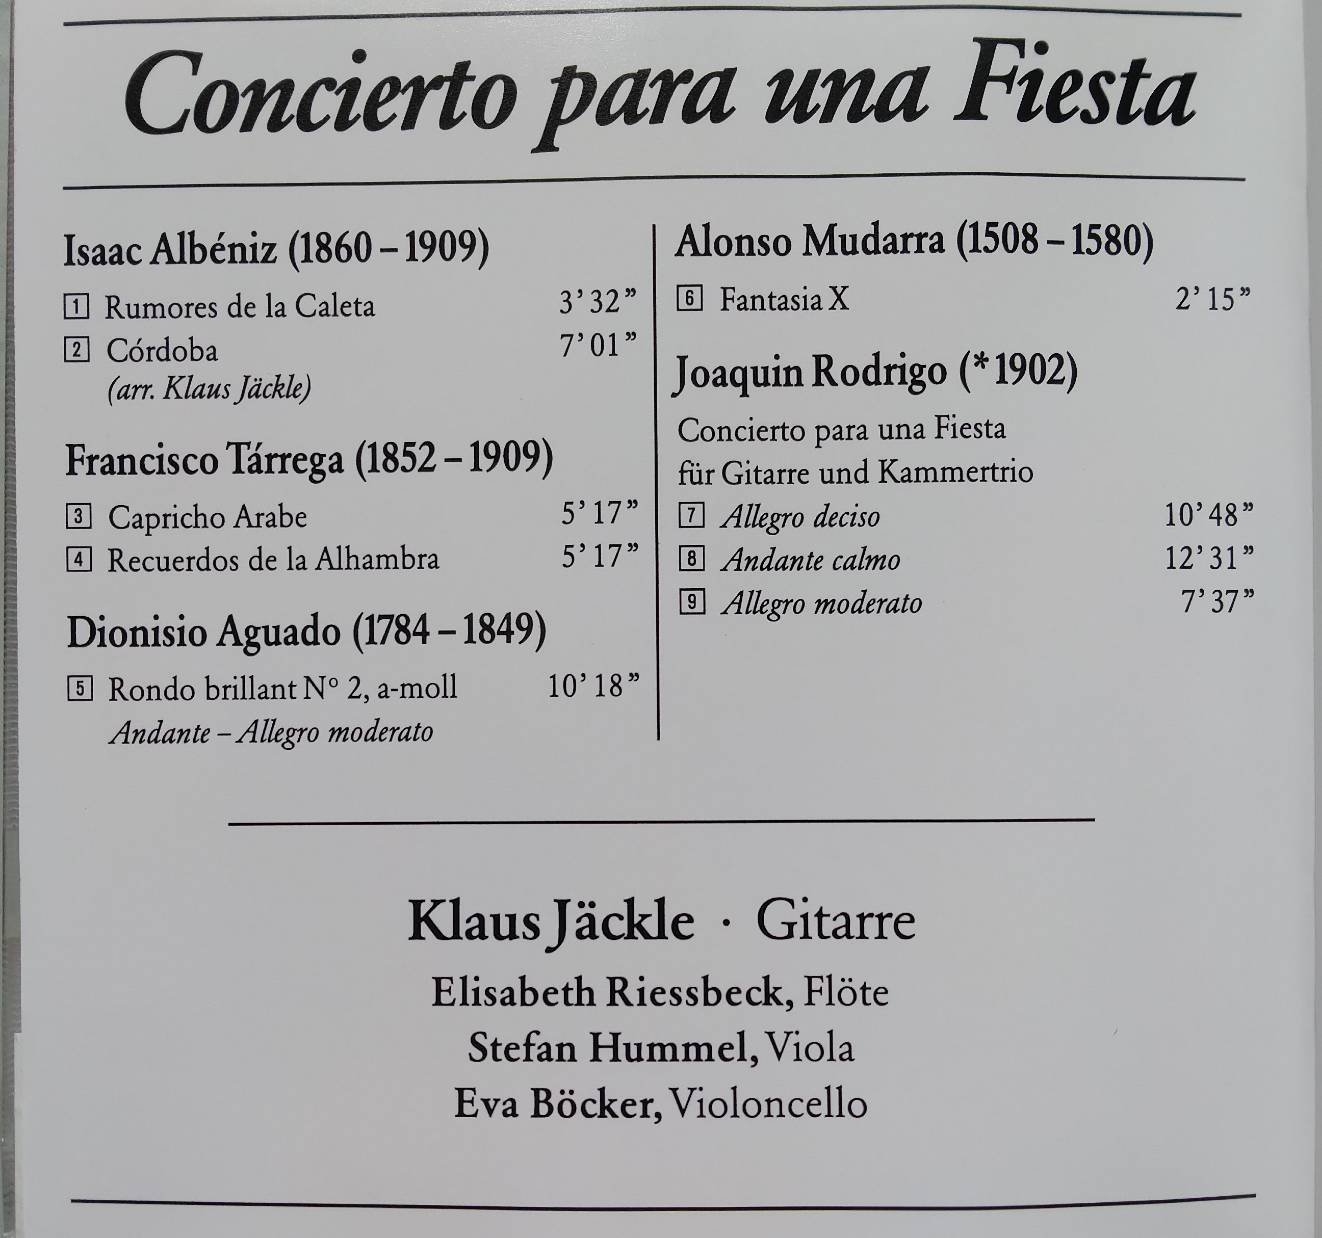 Concierto para una Fiesta
Isaac Albéniz (1860 – 1909)
1 Rumores de la Caleta 3’32”
2 Córdoba 7’01”
(arr. Klaus Jäckle)
Francisco Tárrega (1852 – 1909)
3 Capricho Arabe 5’17”
4 Recuerdos de la Alhambra 5’17”
Dionisio Aguado (1784 – 1849)
5 Rondo brillant Nº 2, a-moll 10’18”
Andante – Allegro moderato
Alonso Mudarra (1508 – 1580)
6 Fantasia X 2’15”
Joaquin Rodrigo (*1902)
Concierto para una Fiesta
für Gitarre und Kammertrio
7 Allegro deciso 10’48”
8 Andante calmo 12’31”
9 Allegro moderato 7’37”
Klaus Jäckle · Gitarre
Elisabeth Riessbeck, Flöte
Stefan Hummel, Viola
Eva Böcker, Violoncello